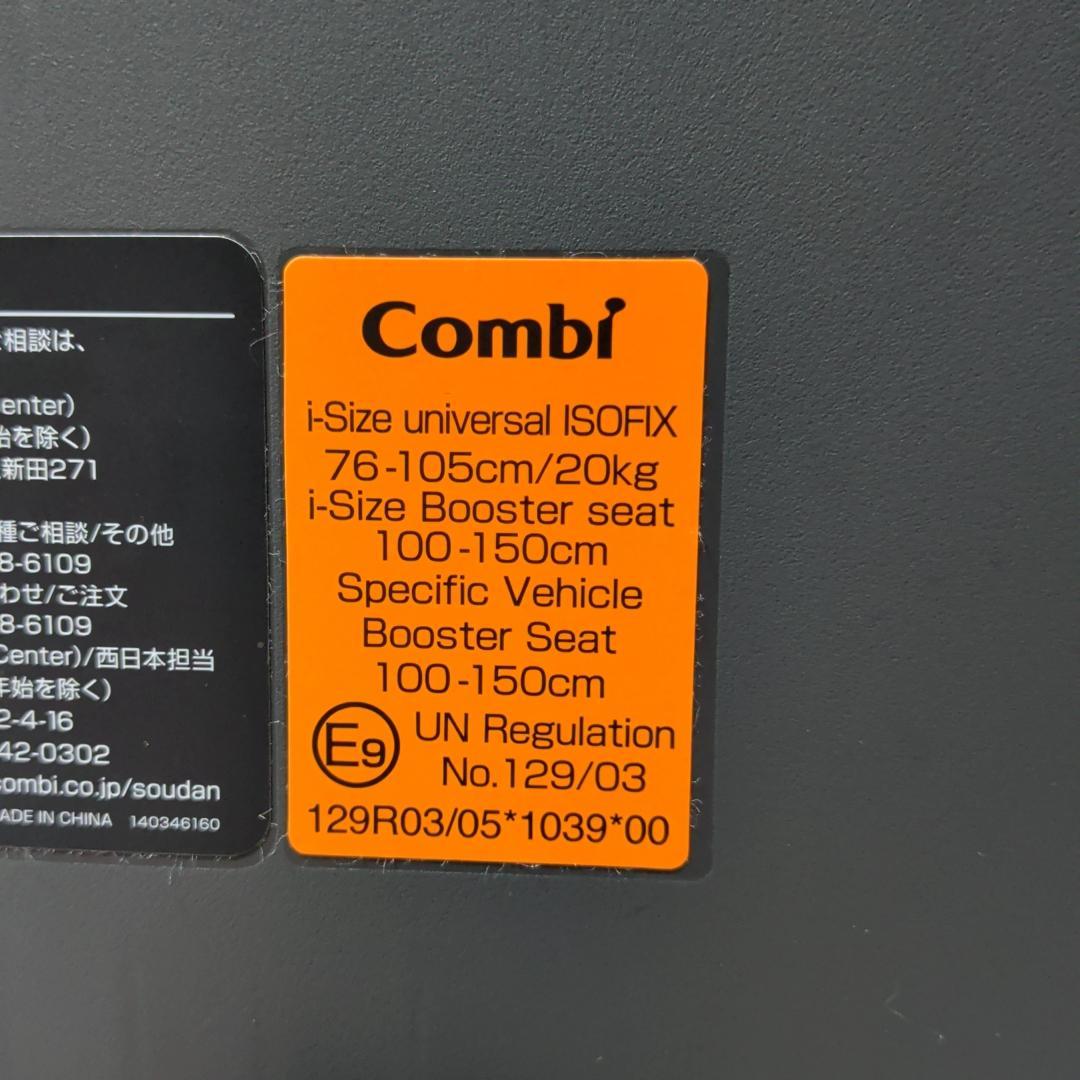 相談は、
enter)
始を除く)
新田271
種ご相談/その他
8-6109
わせ/ご注文
8-6109
Center)/西日本担当
年始を除く)
2-4-16
42-0302
combi.co.jp/soudan
ADE IN CHINA 140346160
Combi
i-Size universal ISOFIX
76-105cm/20kg
i-Size Booster seat
100-150cm
Specific Vehicle
Booster Seat
100-150cm
E9 UN Regulation
No.129/03
129R03/05*1039*00